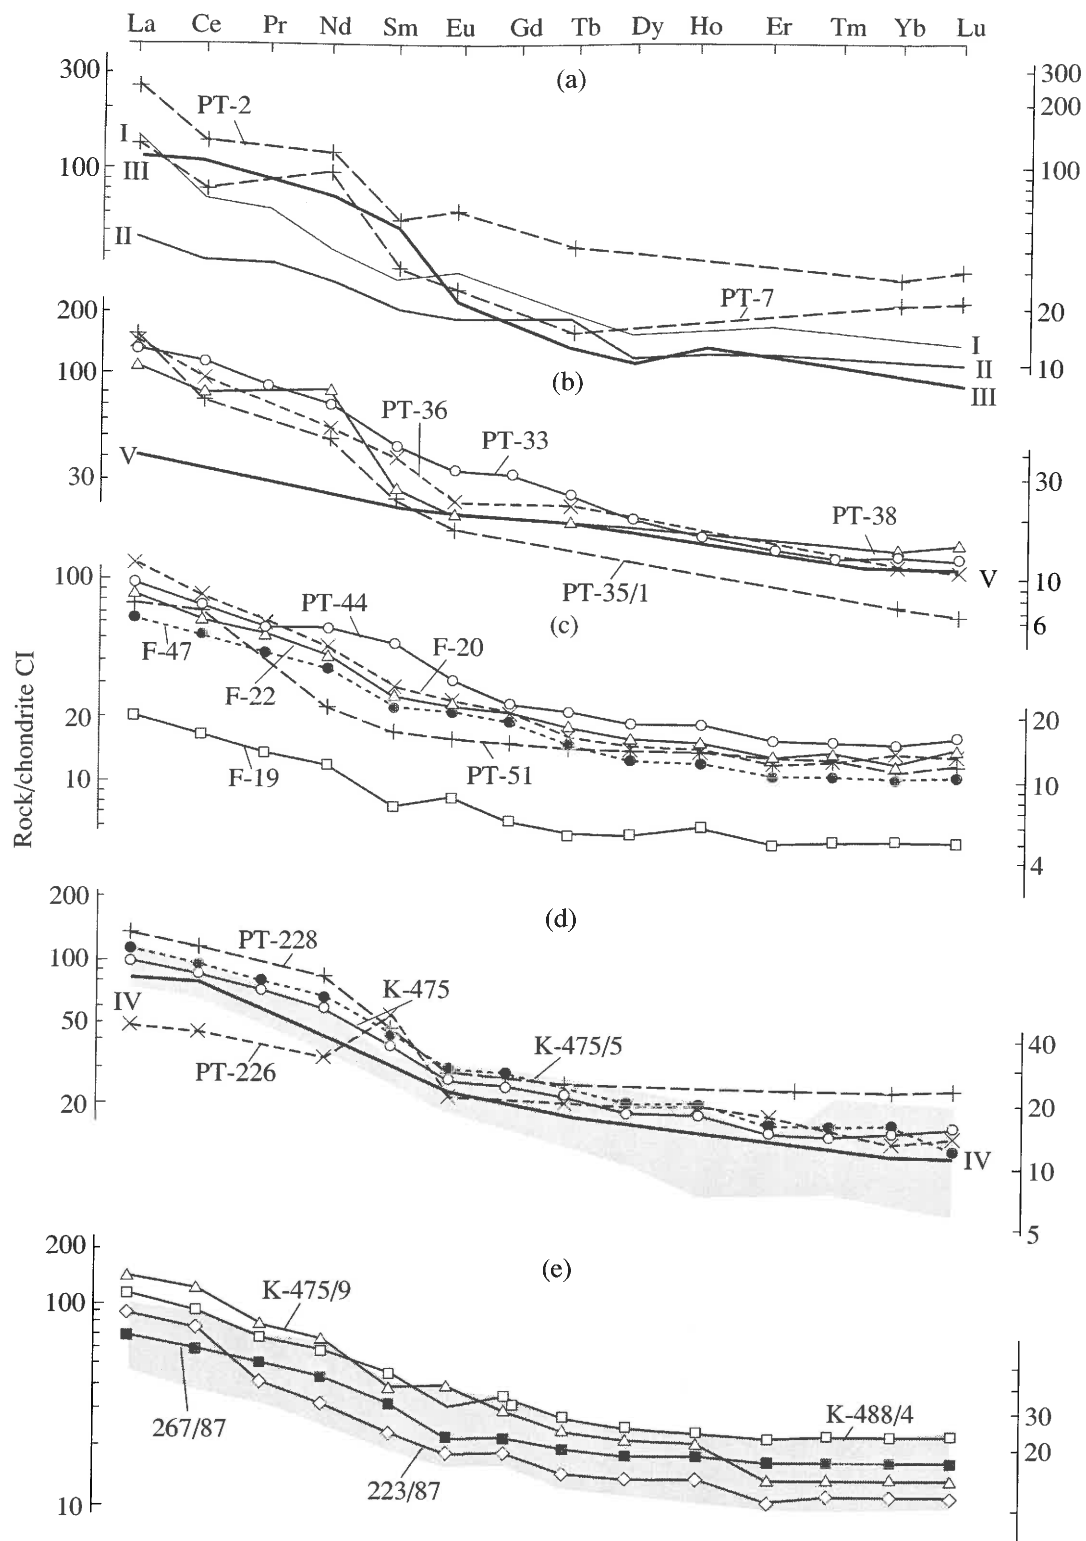 La Ce Pr Nd Sm Eu Gd Tb Dy Ho Er Tm Yb Lu
(a)
300
300
PT-2
200
I
100
100
III
II
PT-7
200
20
I
II
10
100
(b)
III
PT-36
PT-33
V
30
30
PT-38
V
10
100
PT-44
PT-35/1
(c)
6
F-47
F-20
F-22
20
20
F-19
PT-51
10
10
4
Rock/chondrite CI
200
(d)
PT-228
100
K-475
IV
50
K-475/5
40
PT-226
20
20
IV
10
5
200
(e)
K-475/9
100
K-488/4
30
267/87
20
223/87
10